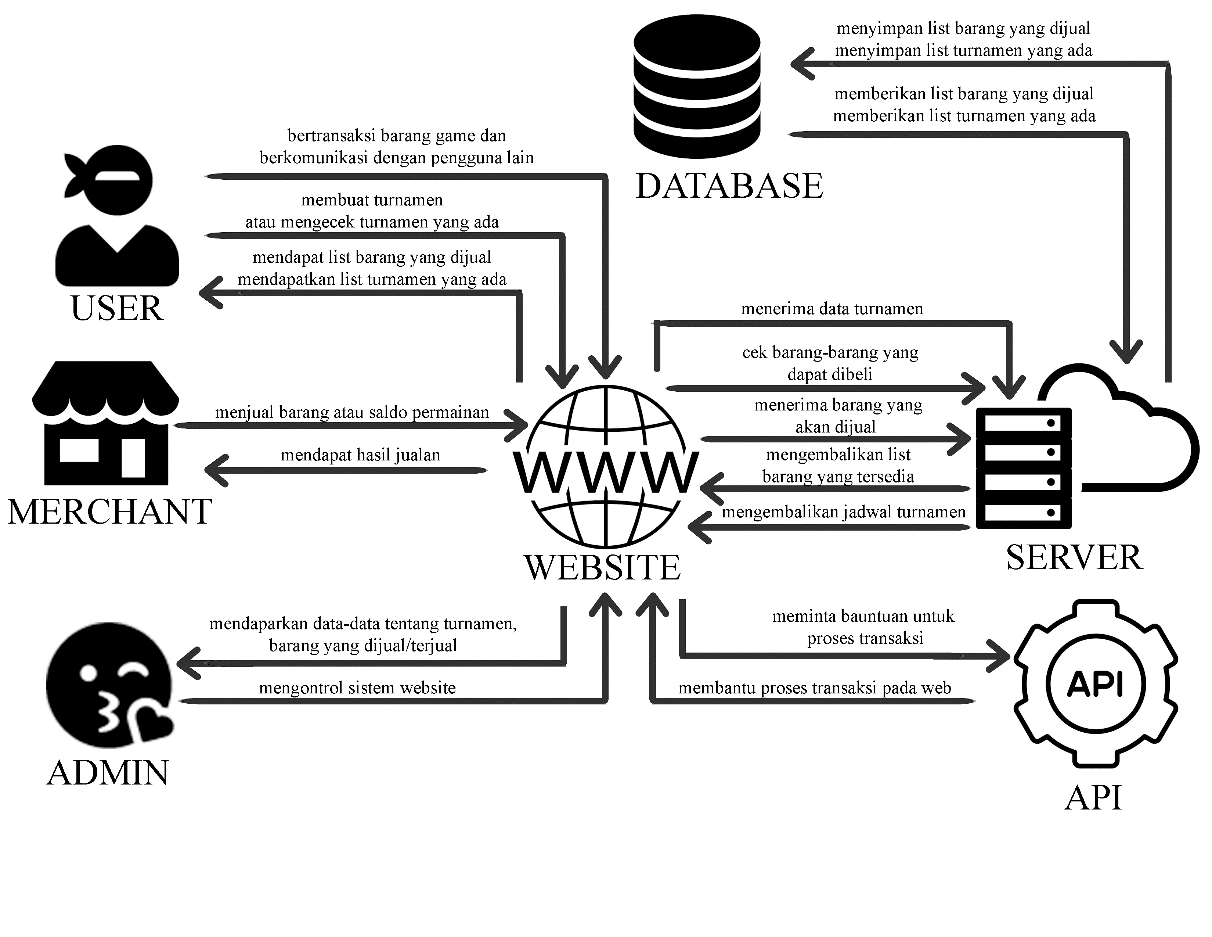 menyimpan list barang yang dijual
menyimpan list turnamen yang ada
memberikan list barang yang dijual
memberikan list turnamen yang ada
DATABASE
bertransaksi barang game dan
berkomunikasi dengan pengguna lain
membuat turnamen
atau mengecek turnamen yang ada
mendapat list barang yang dijual
mendapatkan list turnamen yang ada
USER
menerima data turnamen
cek barang-barang yang
dapat dibeli
menerima barang yang
akan dijual
mengembalikan list
barang yang tersedia
mengembalikan jadwal turnamen
SERVER
menjual barang atau saldo permainan
mendapat hasil jualan
MERCHANT
WWW
WEBSITE
mendaparkan data-data tentang turnamen,
barang yang dijual/terjual
mengontrol sistem website
ADMIN
meminta bauntuan untuk
proses transaksi
membantu proses transaksi pada web
API
API